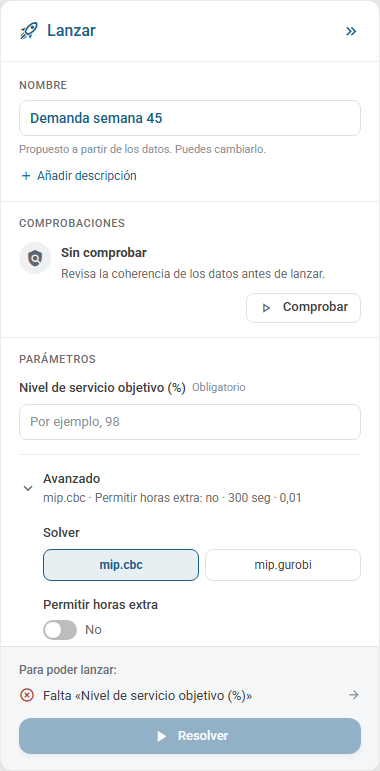 Lanzar
NOMBRE
Demanda semana 45
Propuesto a partir de los datos. Puedes cambiarlo.
+ Añadir descripción
COMPROBACIONES
Sin comprobar
Revisa la coherencia de los datos antes de lanzar.
Comprobar
PARÁMETROS
Nivel de servicio objetivo (%) Obligatorio
Por ejemplo, 98
Avanzado
mip.cbc · Permitir horas extra: no · 300 seg · 0,01
Solver
mip.cbc mip.gurobi
Permitir horas extra
No
Para poder lanzar:
Falta «Nivel de servicio objetivo (%)»
Resolver